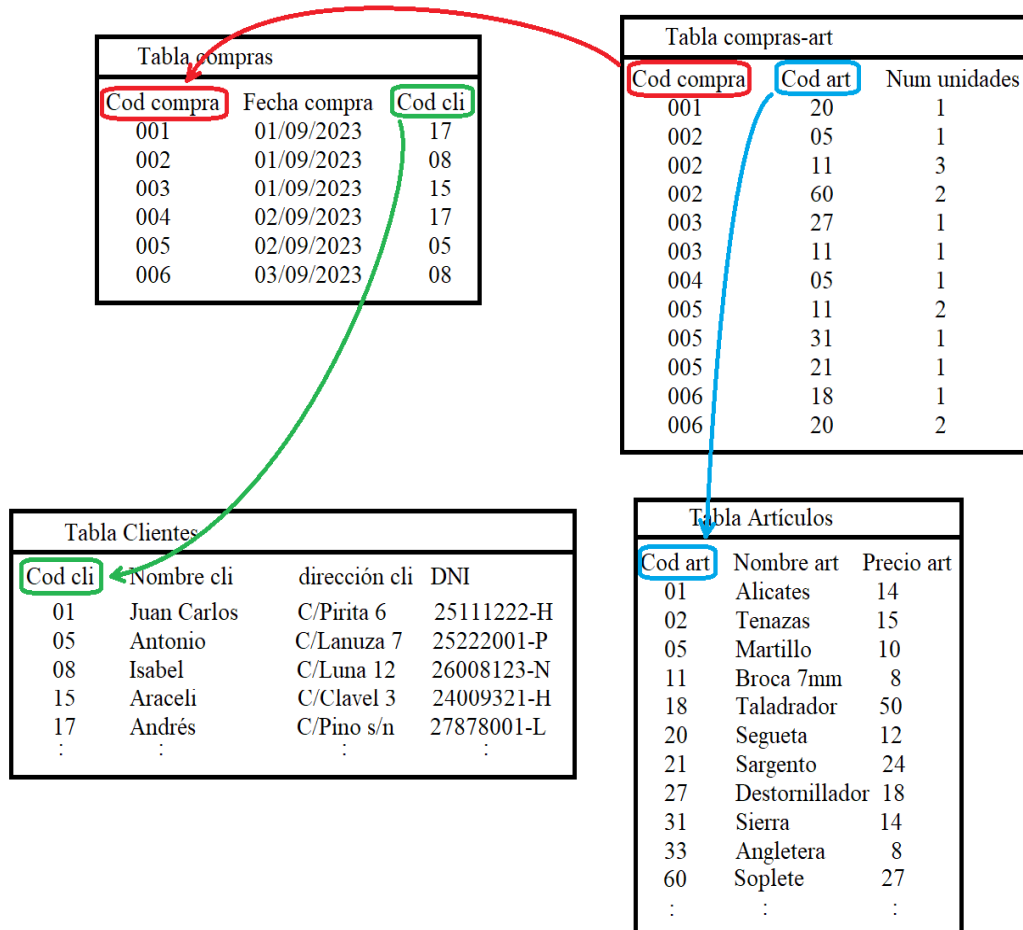 Tabla compras
Cod compra Fecha compra Cod cli
001 01/09/2023 17
002 01/09/2023 08
003 01/09/2023 15
004 02/09/2023 17
005 02/09/2023 05
006 03/09/2023 08
Tabla compras-art
Cod compra Cod art Num unidades
001 20 1
002 05 1
002 11 3
002 60 2
003 27 1
003 11 1
004 05 1
005 11 2
005 31 1
005 21 1
006 18 1
006 20 2
Tabla Clientes
Cod cli Nombre cli dirección cli DNI
01 Juan Carlos C/Pirita 6 25111222-H
05 Antonio C/Lanuza 7 25222001-P
08 Isabel C/Luna 12 26008123-N
15 Araceli C/Clavel 3 24009321-H
17 Andrés C/Pino s/n 27878001-L
: : : :
Tabla Artículos
Cod art Nombre art Precio art
01 Alicates 14
02 Tenazas 15
05 Martillo 10
11 Broca 7mm 8
18 Taladrador 50
20 Segueta 12
21 Sargento 24
27 Destornillador 18
31 Sierra 14
33 Angletera 8
60 Soplete 27
: : :